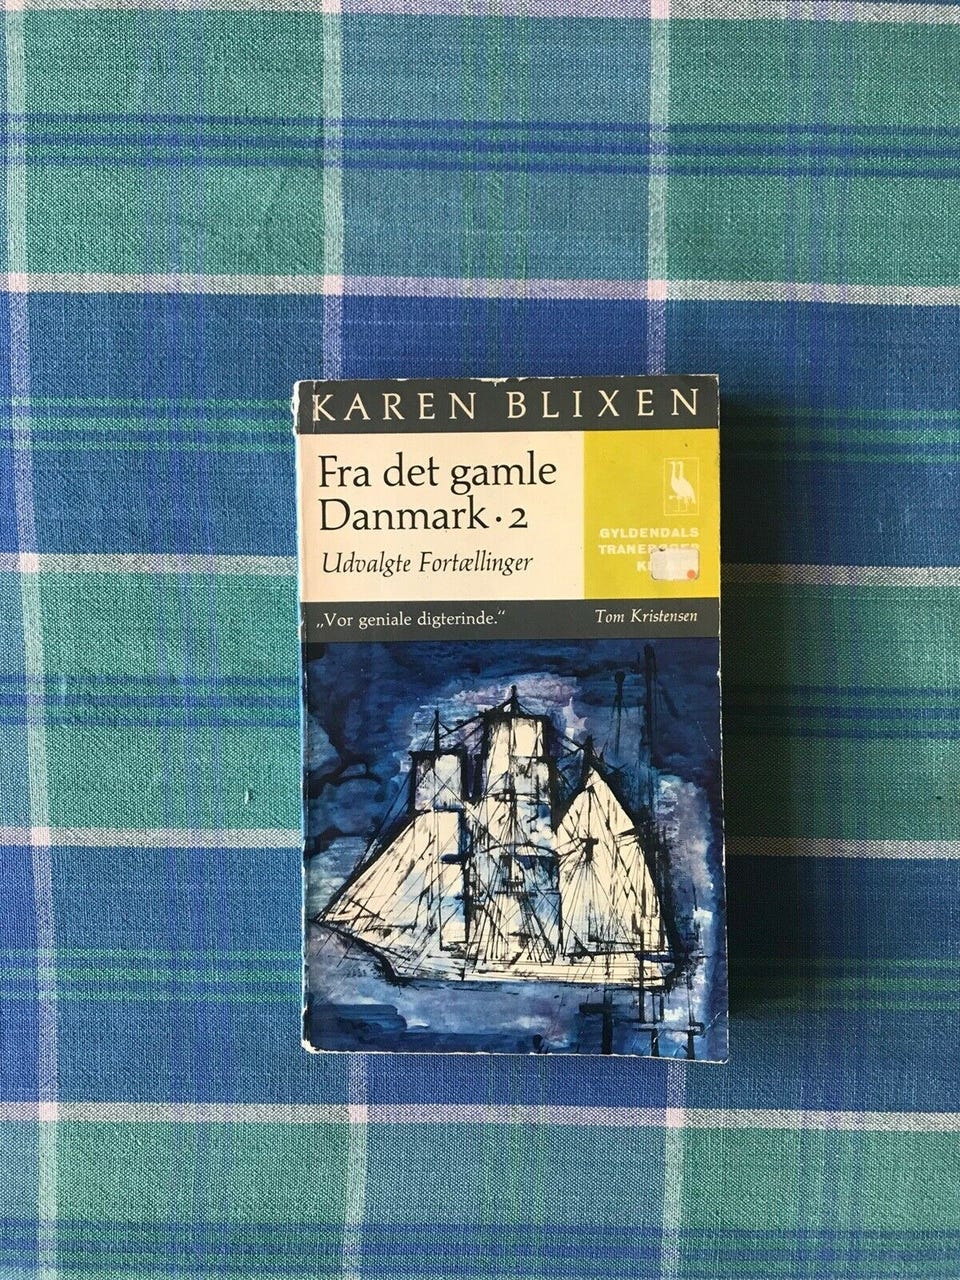 KAREN BLIXEN
Fra det gamle
Danmark · 2
Udvalgte Fortællinger
GYLDENDALS
„Vor geniale digterinde.“ Tom Kristensen